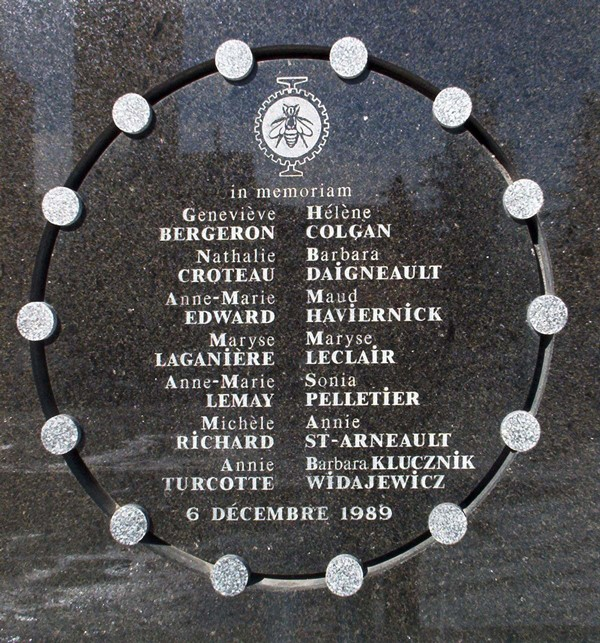 in memoriam
Geneviève Hélène
BERGERON COLGAN
Nathalie Barbara
CROTEAU DAIGNEAULT
Anne-Marie Maud
EDWARD HAVIERNICK
Maryse Maryse
LAGANIÈRE LECLAIR
Anne-Marie Sonia
LEMAY PELLETIER
Michèle Annie
RICHARD ST-ARNEAULT
Annie Barbara KLUCZNIK
TURCOTTE WIDAJEWICZ
6 DÉCEMBRE 1989